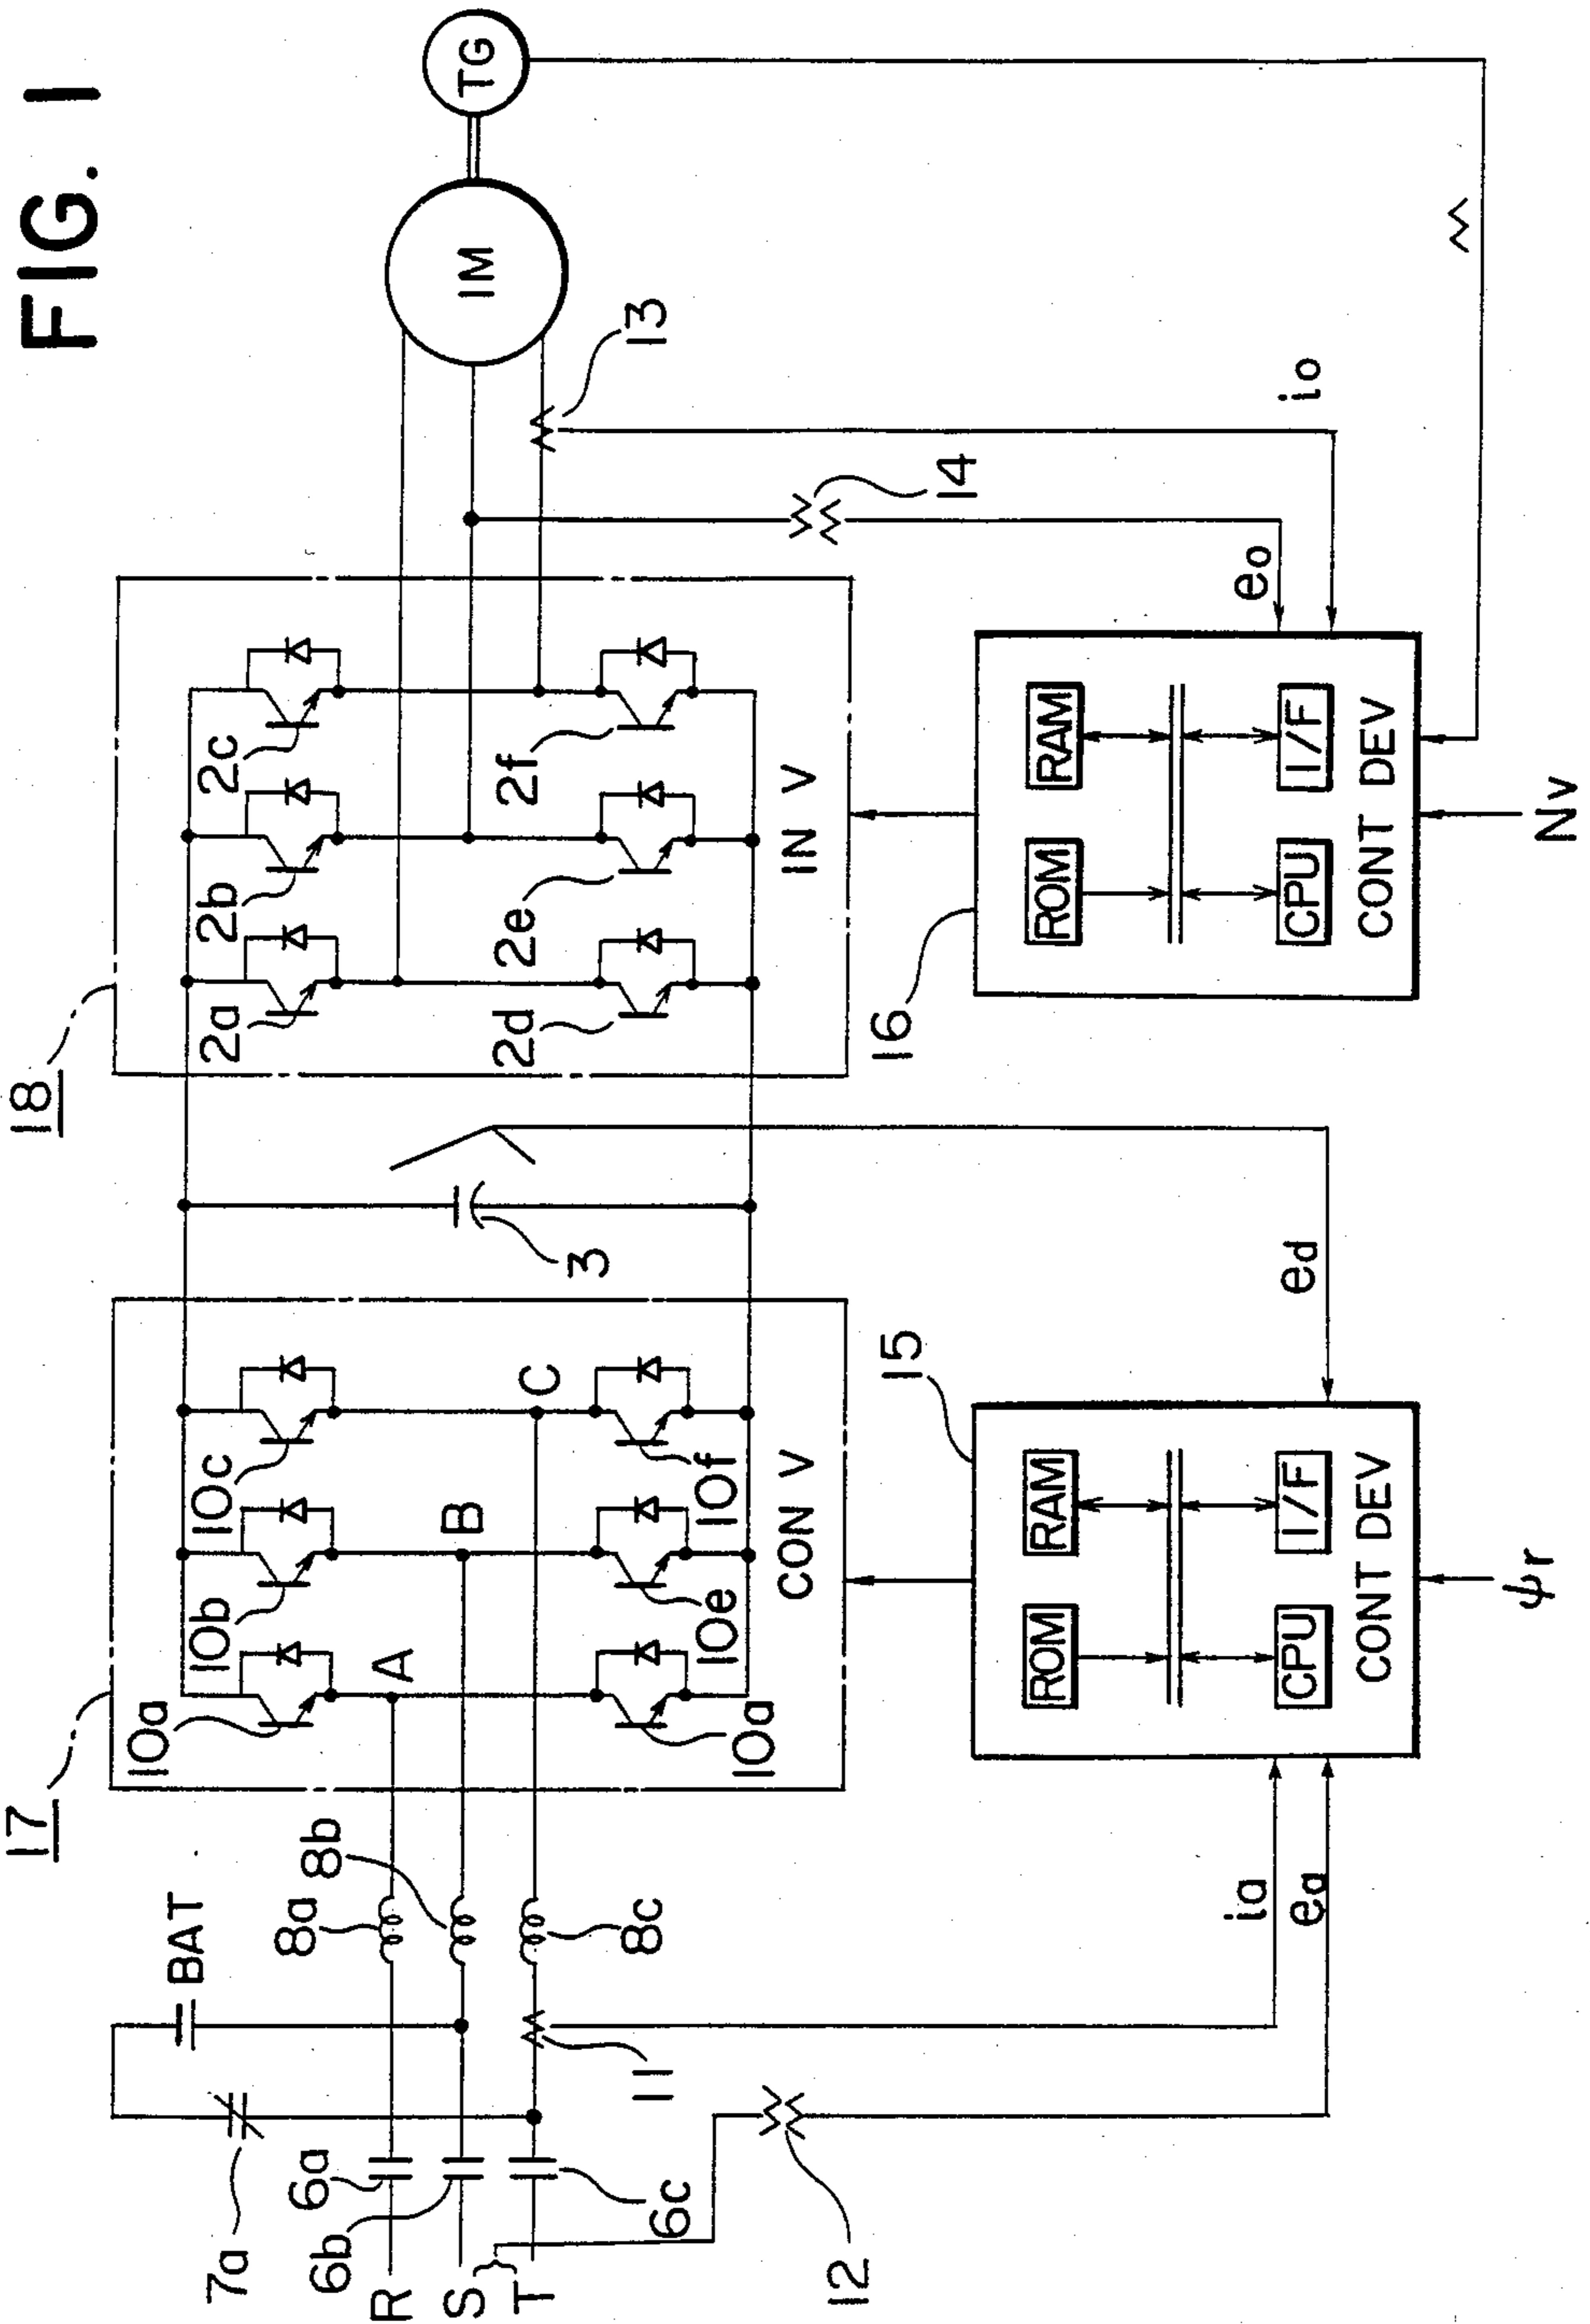 FIG. 1
17
18
BAT
7a
6a
6b
6c
R
S
T
8a
8b
8c
11
12
10a
10b
10c
A
B
C
10a
10e
10f
CON V
3
2a
2b
2c
2d
2e
2f
IN V
IM
TG
13
14
15
ROM
RAM
CPU
I/F
CONT DEV
ia
ea
ed
ψr
16
ROM
RAM
CPU
I/F
CONT DEV
eo
io
Nv